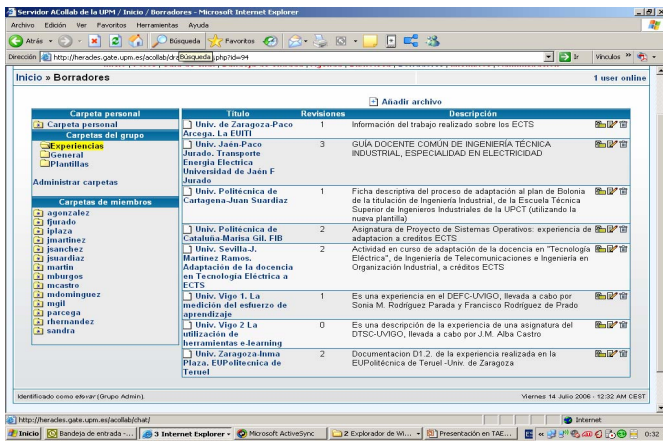 Servidor ACollab de la UPM / Inicio / Borradores - Microsoft Internet Explorer
Archivo Edición Ver Favoritos Herramientas Ayuda
Atrás Búsqueda Favoritos
Dirección http://heracles.gate.upm.es/acollab/dra Búsqueda .php?id=94 Ir Vínculos »
Inicio » Borradores 1 user online
Añadir archivo
Carpeta personal
Carpeta personal
Carpetas del grupo
Experiencias
General
Plantillas
Administrar carpetas
Carpetas de miembros
agonzalez
fjurado
iplaza
jmartinez
jsanchez
jsuardiaz
martin
mburgos
mcastro
mdominguez
mgil
parcega
rhernandez
sandra
Título Revisiones Descripción
Univ. de Zaragoza-Paco 1 Información del trabajo realizado sobre los ECTS
Arcega. La EUITI
Univ. Jaén-Paco 3 GUÍA DOCENTE COMÚN DE INGENIERÍA TÉCNICA
Jurado. Transporte INDUSTRIAL, ESPECIALIDAD EN ELECTRICIDAD
Energia Electrica
Universidad de Jaén F
Jurado
Univ. Politécnica de 1 Ficha descriptiva del proceso de adaptación al plan de Bolonia
Cartagena-Juan Suardiaz de la titulación de Ingeniería Industrial, de la Escuela Técnica
Superior de Ingenieros Industriales de la UPCT (utilizando la
nueva plantilla)
Univ. Politécnica de 2 Asignatura de Proyecto de Sistemas Operativos: experiencia de
Cataluña-Marisa Gil. FIB adaptacion a creditos ECTS
Univ. Sevilla-J. 2 Actividad en curso de adaptación de la docencia en "Tecnología
Martínez Ramos. Eléctrica", de Ingeniería de Telecomunicaciones e Ingeniería en
Adaptación de la docencia Organización Industrial, a créditos ECTS
en Tecnología Eléctrica a
ECTS
Univ. Vigo 1. La 1 Es una experiencia en el DEFC-UVIGO, llevada a cabo por
medición del esfuerzo de Sonia M. Rodríguez Parada y Francisco Rodríguez de Prado
aprendizaje
Univ. Vigo 2 La 0 Es una descripción de la experiencia de una asignatura del
utilización de DTSC-UVIGO, llevada a cabo por J.M. Alba Castro
herramientas e-learning
Univ. Zaragoza-Inma 2 Documentacion D1.2. de la experiencia realizada en la
Plaza. EUPolitecnica de EUPolitécnica de Teruel -Univ. de Zaragoza
Teruel
Identificado como elsvar (Grupo Admin). Viernes 14 Julio 2006 - 12:32 AM CEST
http://heracles.gate.upm.es/acollab/chat/ Internet
Inicio Bandeja de entrada -... 3 Internet Explorer Microsoft ActiveSync 2 Explorador de Wi... Presentación en TAE... 0:32